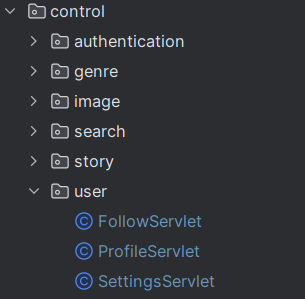 control
authentication
genre
image
search
story
user
FollowServlet
ProfileServlet
SettingsServlet